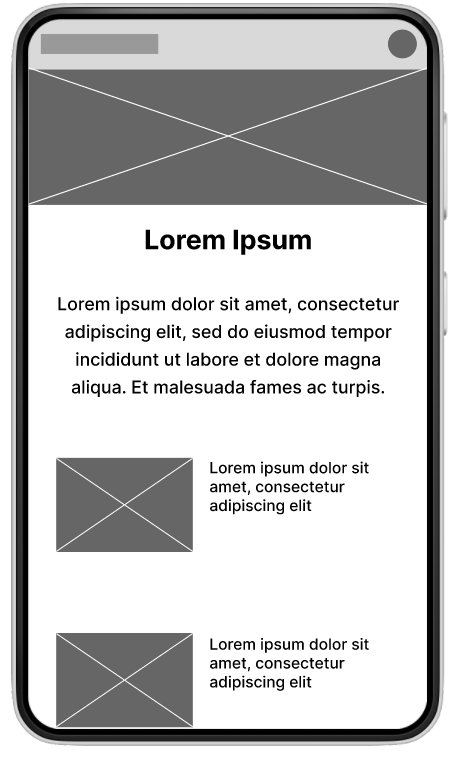 Lorem Ipsum
Lorem ipsum dolor sit amet, consectetur
adipiscing elit, sed do eiusmod tempor
incididunt ut labore et dolore magna
aliqua. Et malesuada fames ac turpis.
Lorem ipsum dolor sit
amet, consectetur
adipiscing elit
Lorem ipsum dolor sit
amet, consectetur
adipiscing elit